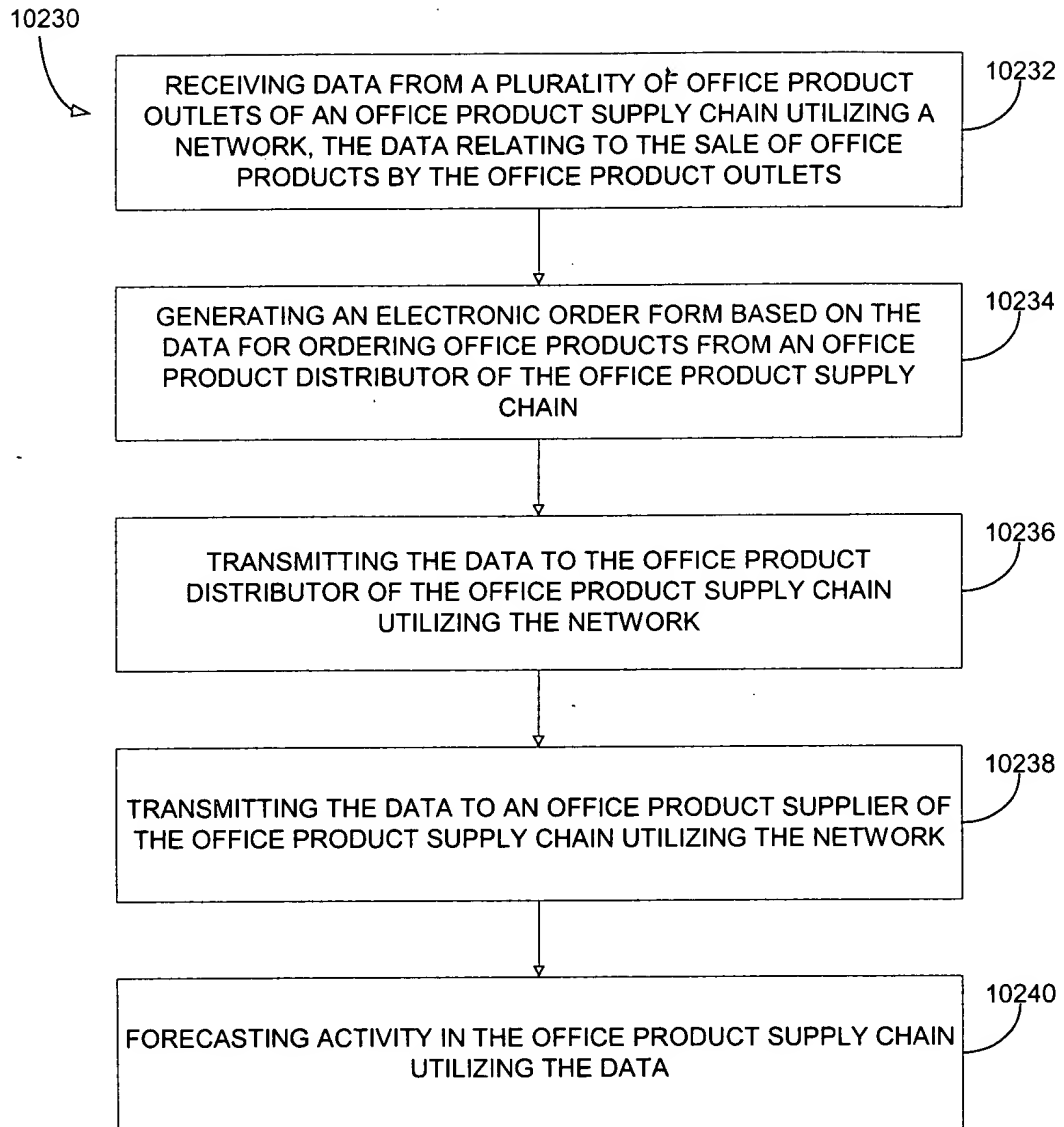 10230
RECEIVING DATA FROM A PLURALITY OF OFFICE PRODUCT
OUTLETS OF AN OFFICE PRODUCT SUPPLY CHAIN UTILIZING A
NETWORK, THE DATA RELATING TO THE SALE OF OFFICE
PRODUCTS BY THE OFFICE PRODUCT OUTLETS
10232
GENERATING AN ELECTRONIC ORDER FORM BASED ON THE
DATA FOR ORDERING OFFICE PRODUCTS FROM AN OFFICE
PRODUCT DISTRIBUTOR OF THE OFFICE PRODUCT SUPPLY
CHAIN
10234
TRANSMITTING THE DATA TO THE OFFICE PRODUCT
DISTRIBUTOR OF THE OFFICE PRODUCT SUPPLY CHAIN
UTILIZING THE NETWORK
10236
TRANSMITTING THE DATA TO AN OFFICE PRODUCT SUPPLIER OF
THE OFFICE PRODUCT SUPPLY CHAIN UTILIZING THE NETWORK
10238
FORECASTING ACTIVITY IN THE OFFICE PRODUCT SUPPLY CHAIN
UTILIZING THE DATA
10240